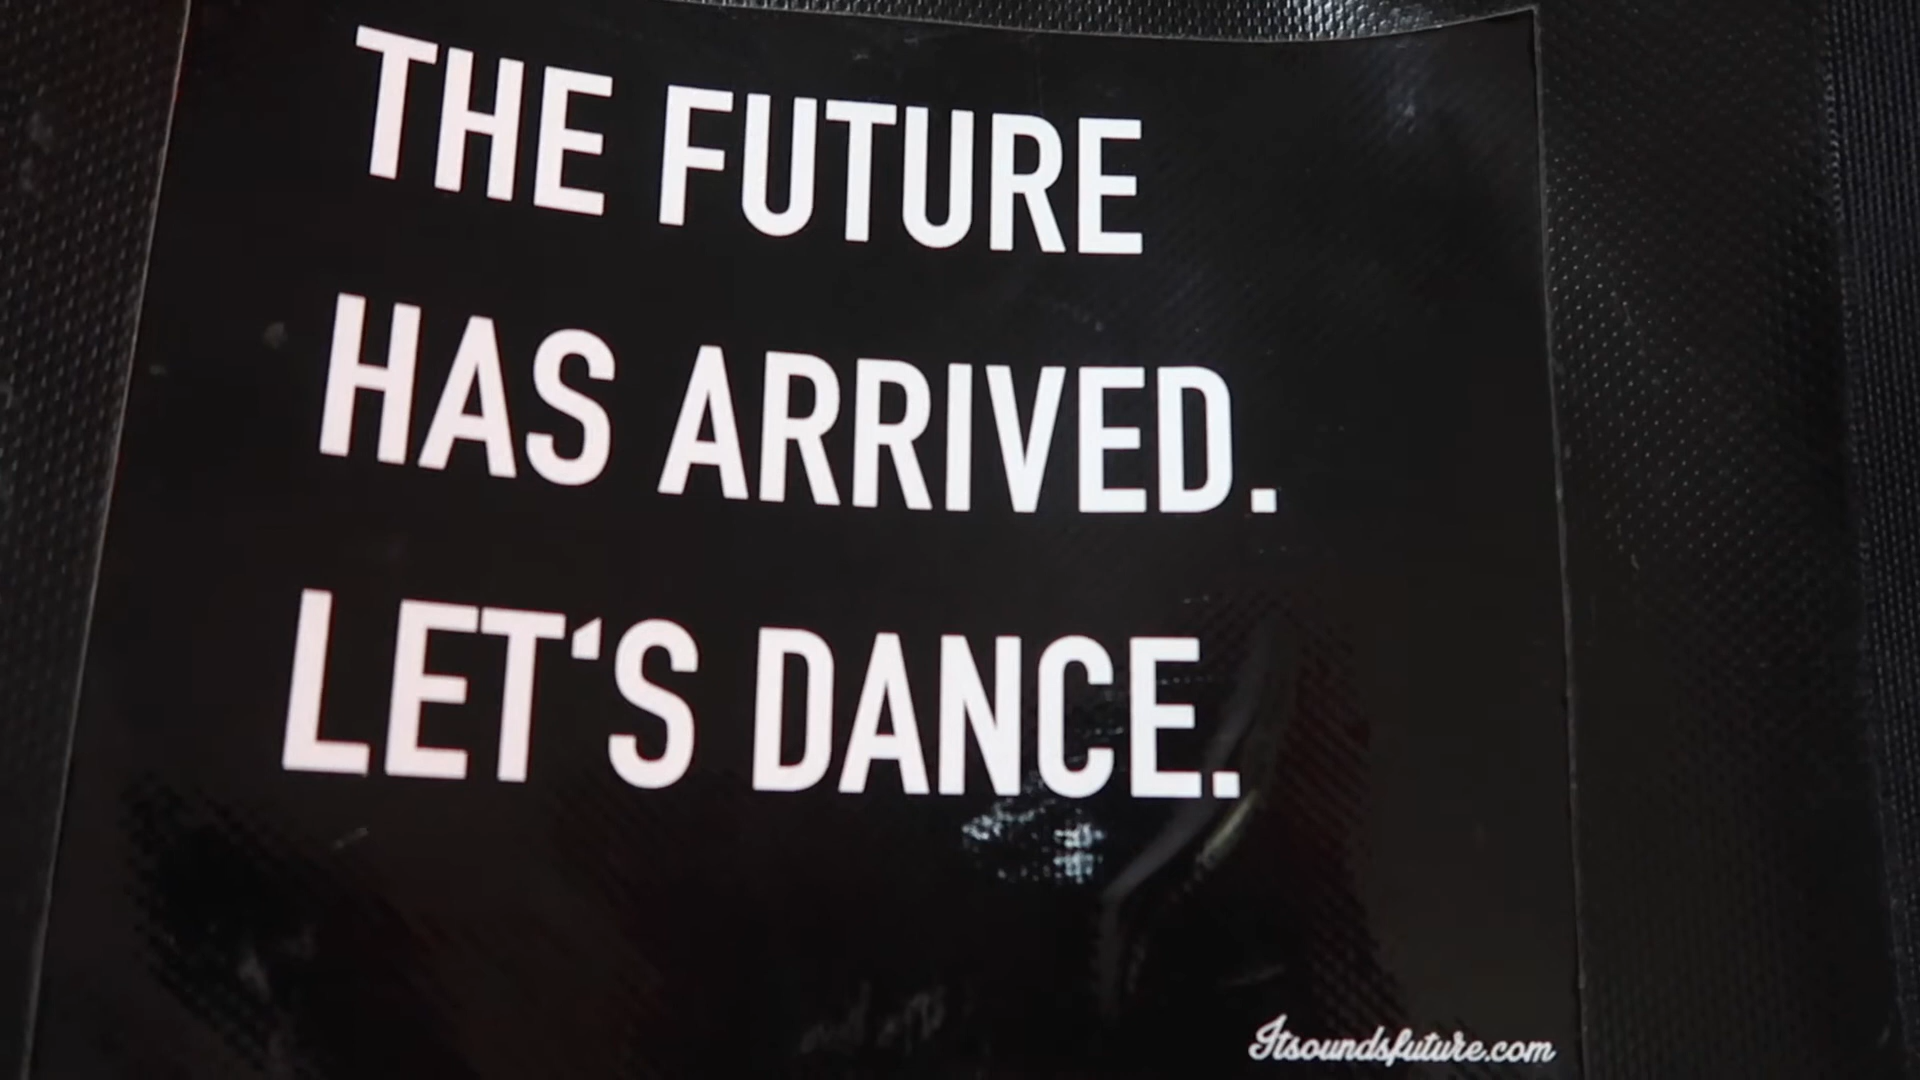 THE FUTURE
HAS ARRIVED.
LET‘S DANCE.
Itsoundsfuture.com